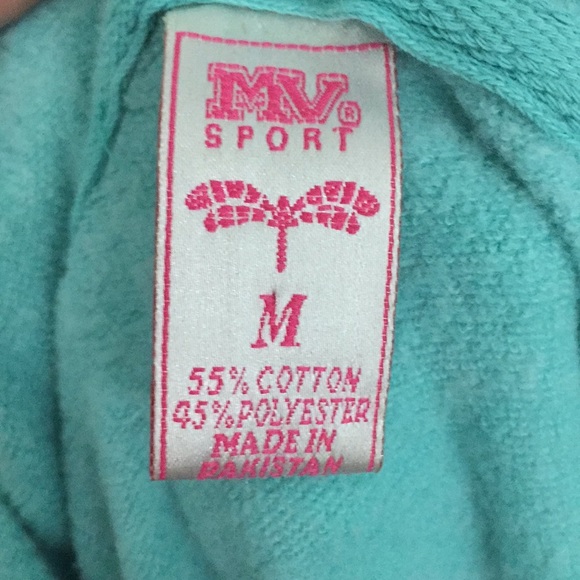 MV®
SPORT
M
55% COTTON
45% POLYESTER
MADE IN
PAKISTAN